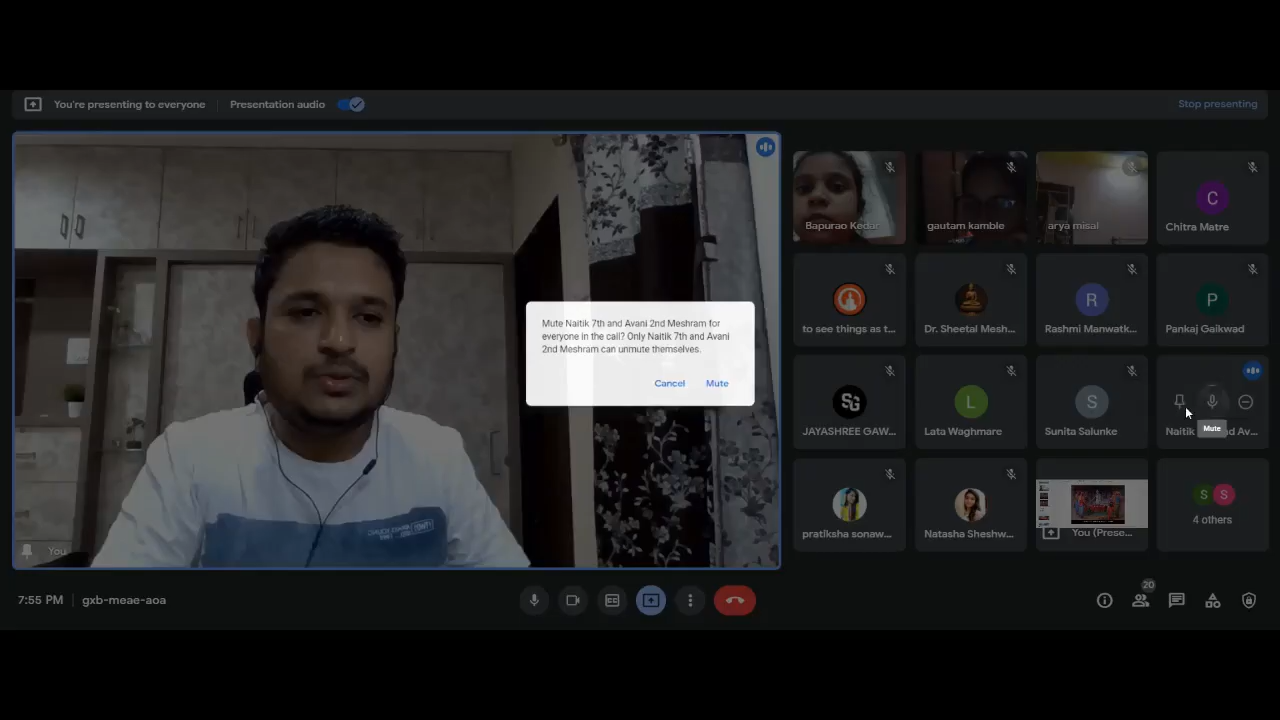 You're presenting to everyone
Presentation audio
Stop presenting
Bapurao Kedar
gautam kamble
arya misal
C
Chitra Matre
to see things as t...
Dr. Sheetal Mesh...
R
Rashmi Manwatk...
P
Pankaj Gaikwad
Mute Naitik 7th and Avani 2nd Meshram for
everyone in the call? Only Naitik 7th and Avani
2nd Meshram can unmute themselves.
Cancel
Mute
SG
JAYASHREE GAW...
L
Lata Waghmare
S
Sunita Salunke
Naitik
d Av...
Mute
pratiksha sonaw...
Natasha Sheshw...
You (Prese...
S S
4 others
You
7:55 PM
gxb-meae-aoa
20